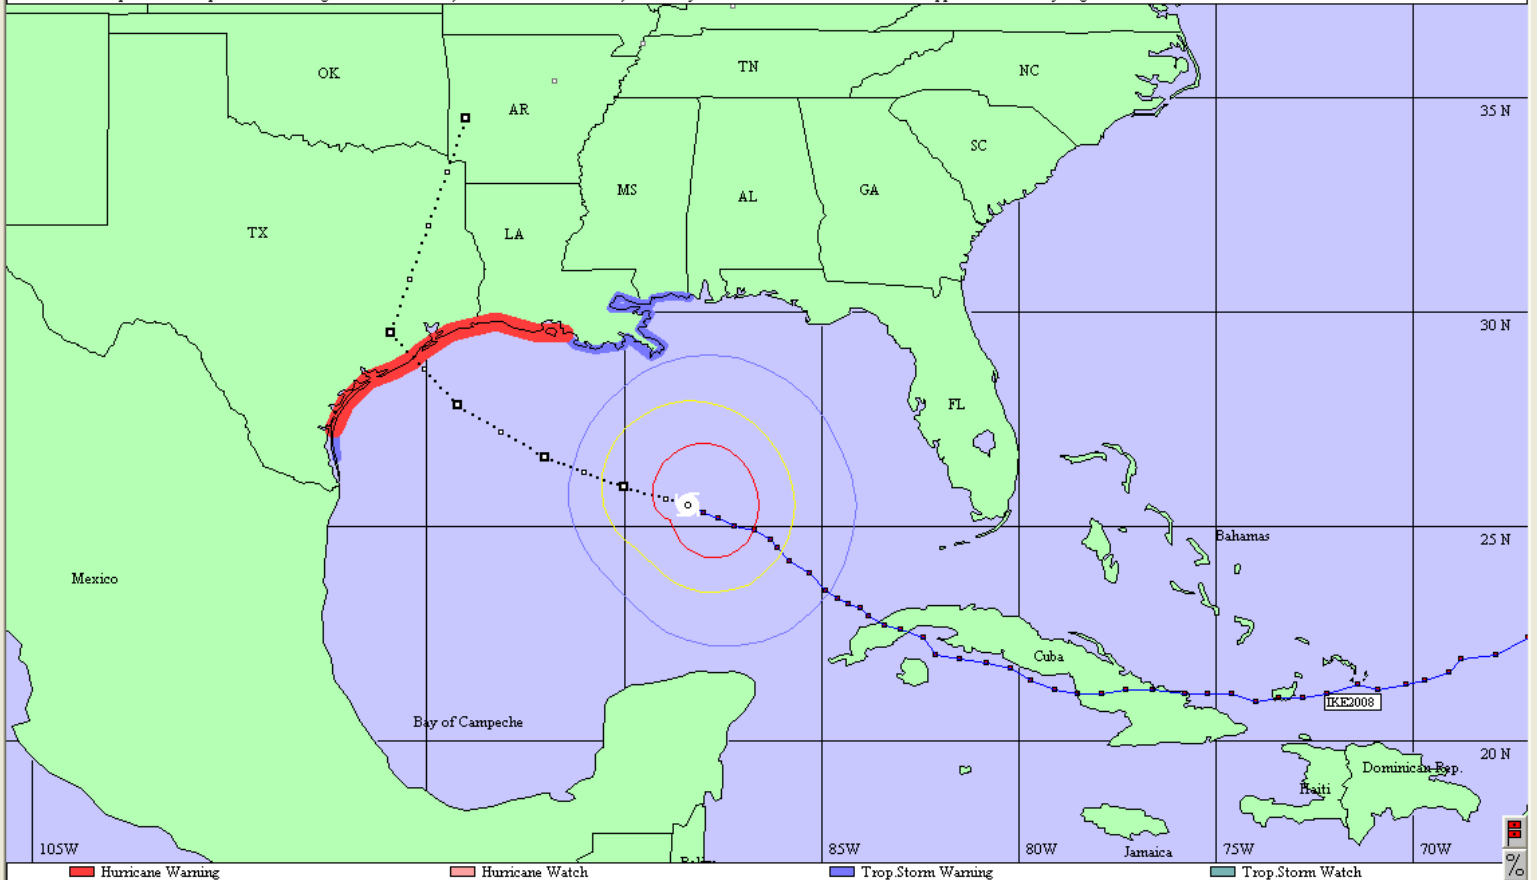 OK
TN
NC
AR
35 N
SC
MS
AL
GA
TX
LA
30 N
FL
25 N
Bahamas
Mexico
Cuba
IKE2008
Bay of Campeche
20 N
Dominican Rep.
Haiti
105W
85W
80W
75W
70W
Jamaica
%
Hurricane Warning
Hurricane Watch
Trop.Storm Warning
Trop.Storm Watch